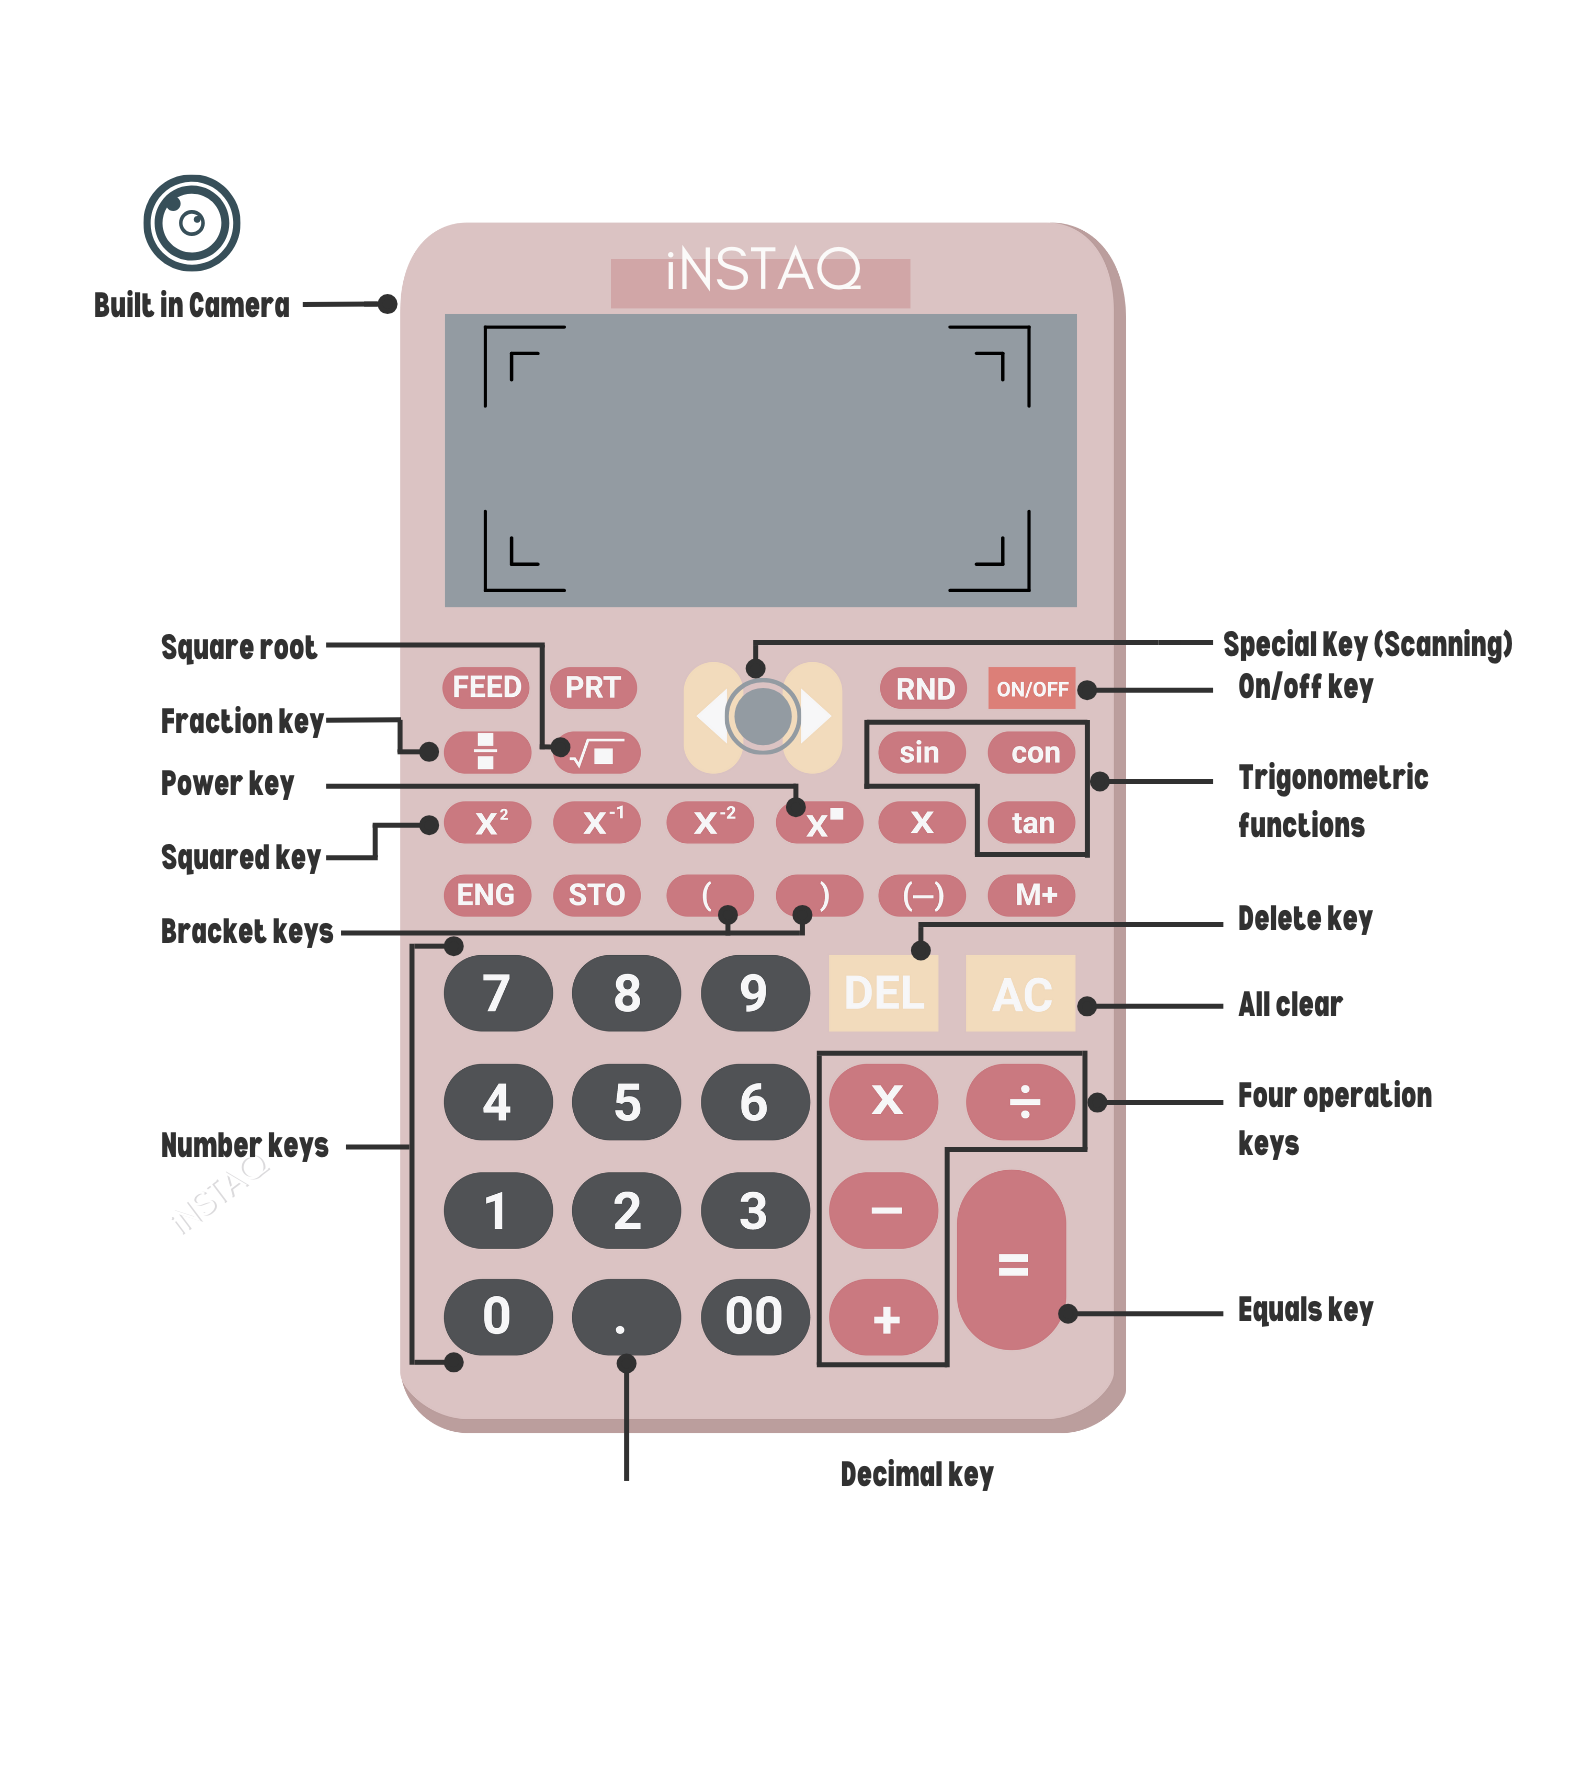 iNSTAQ
Built in Camera
Square root
Special Key (Scanning)
FEED PRT RND ON/OFF
On/off key
Fraction key
√ sin con
Trigonometric
functions
Power key
x² x⁻¹ x⁻² x x tan
Squared key
ENG STO ( ) (–) M+
Bracket keys
Delete key
7 8 9 DEL AC
All clear
4 5 6 x ÷
Four operation
keys
Number keys
iNSTAQ
1 2 3 –
=
0 . 00 +
Equals key
Decimal key